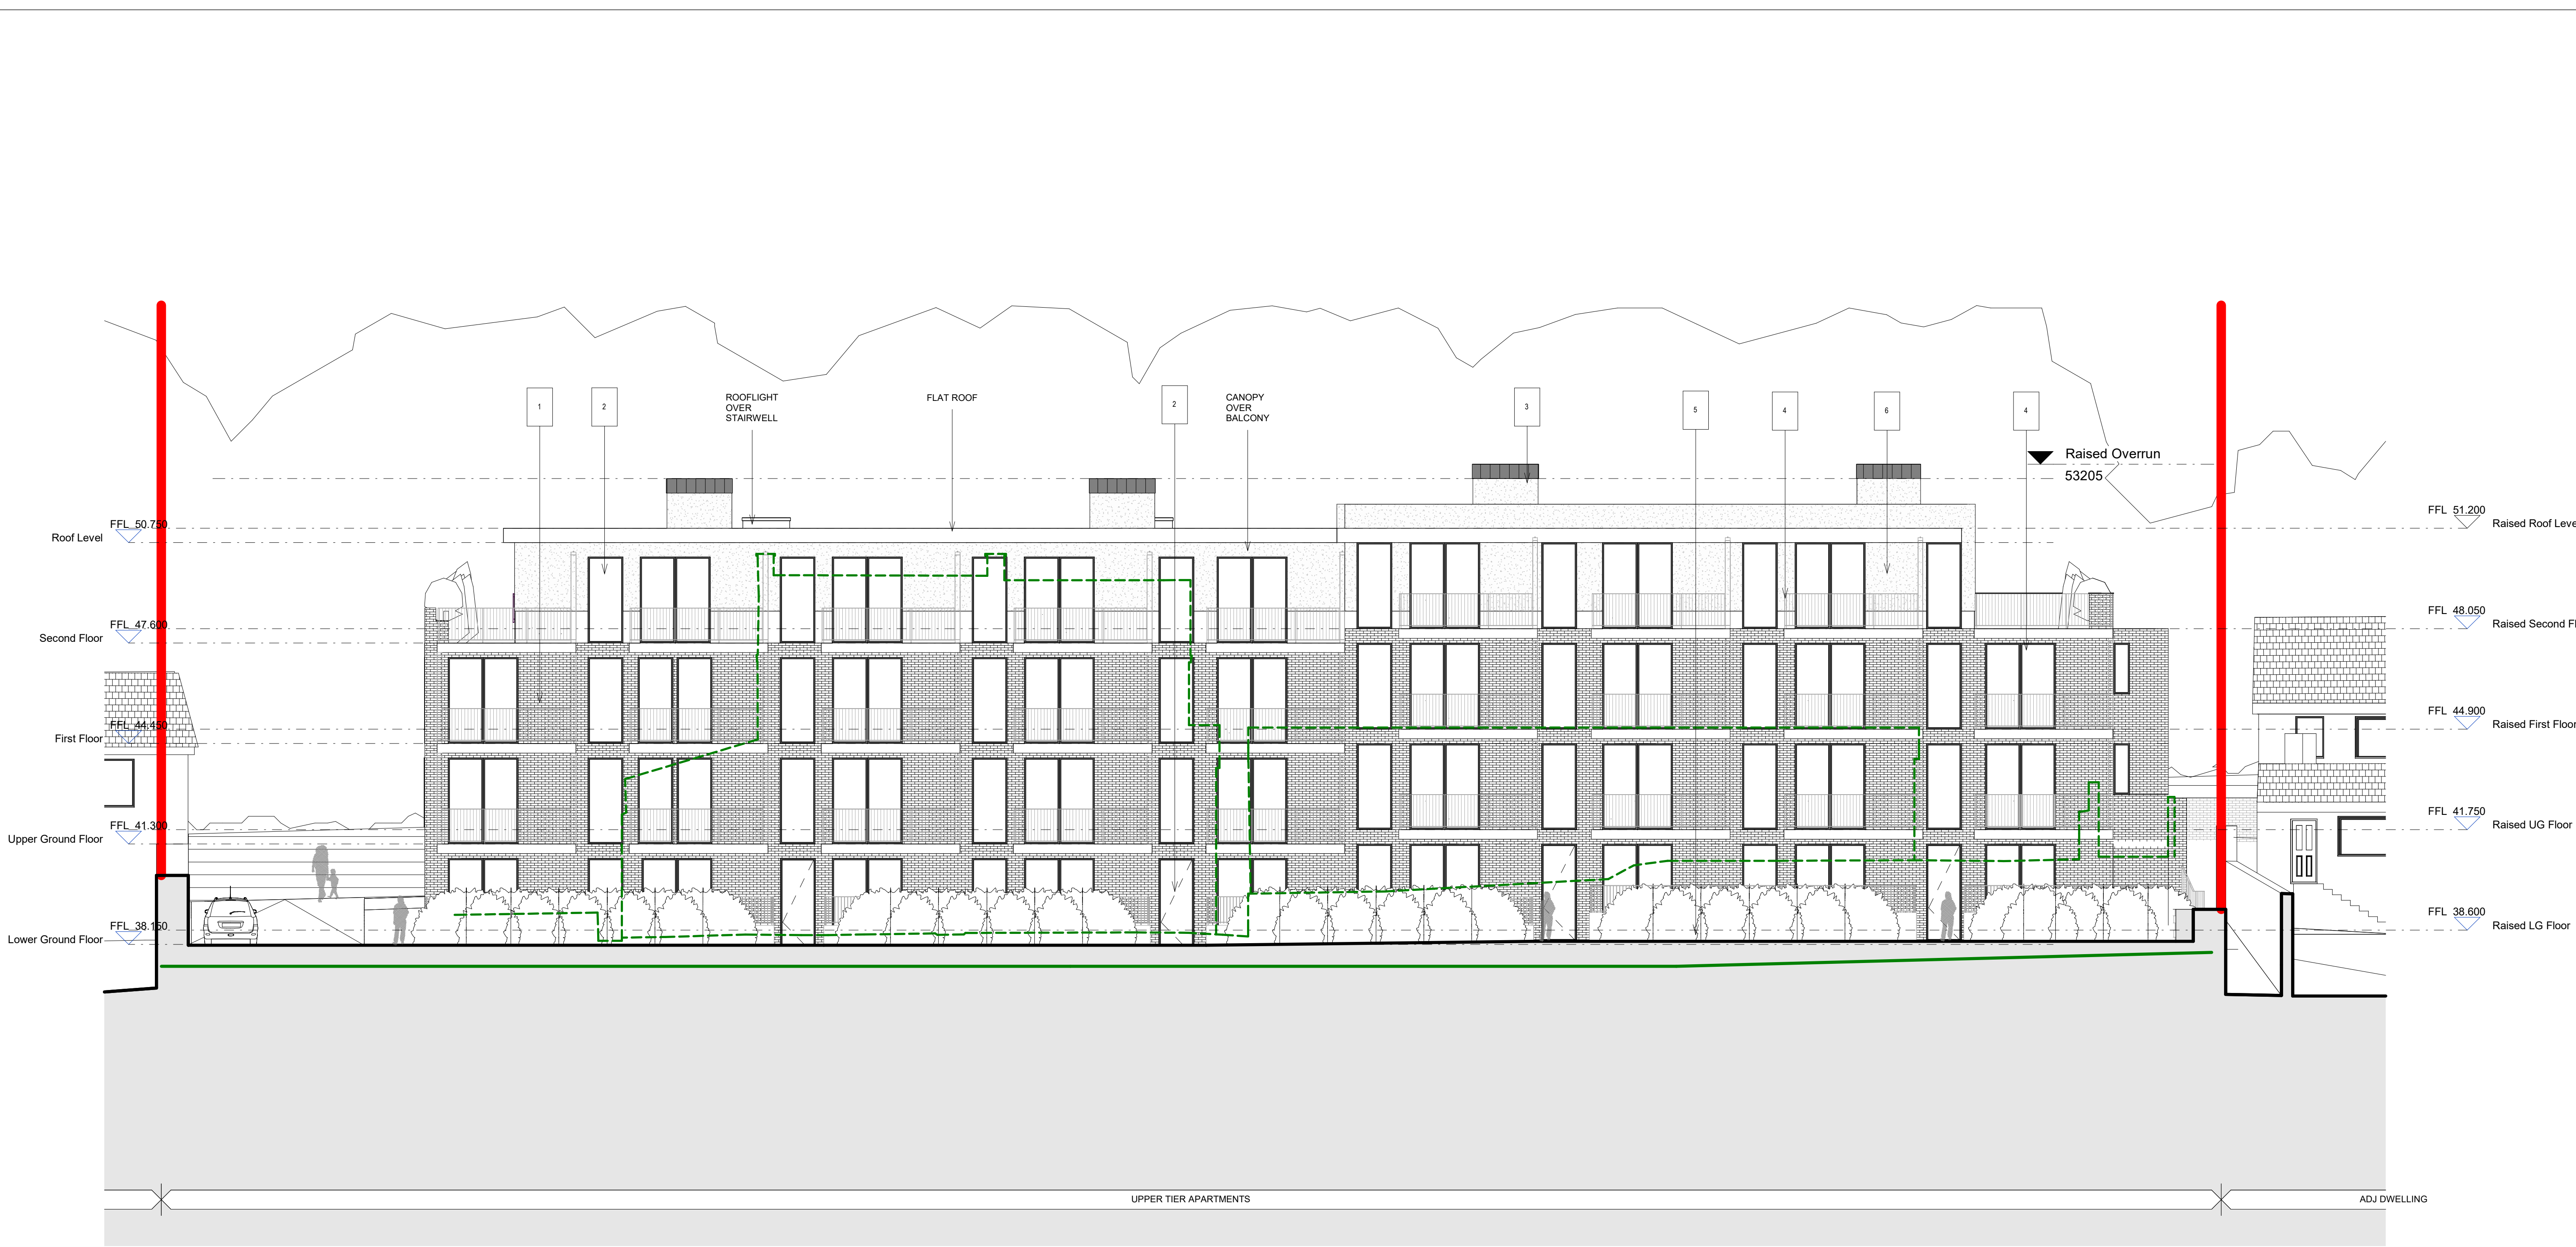 1
2
ROOFLIGHT
OVER
STAIRWELL
FLAT ROOF
2
CANOPY
OVER
BALCONY
3
5
4
6
4
Raised Overrun
53205
FFL 50.750
Roof Level
FFL 47.600
Second Floor
FFL 44.450
First Floor
FFL 41.300
Upper Ground Floor
FFL 38.150
Lower Ground Floor
FFL 51.200
Raised Roof Leve
FFL 48.050
Raised Second Fl
FFL 44.900
Raised First Floor
FFL 41.750
Raised UG Floor
FFL 38.600
Raised LG Floor
UPPER TIER APARTMENTS
ADJ DWELLING